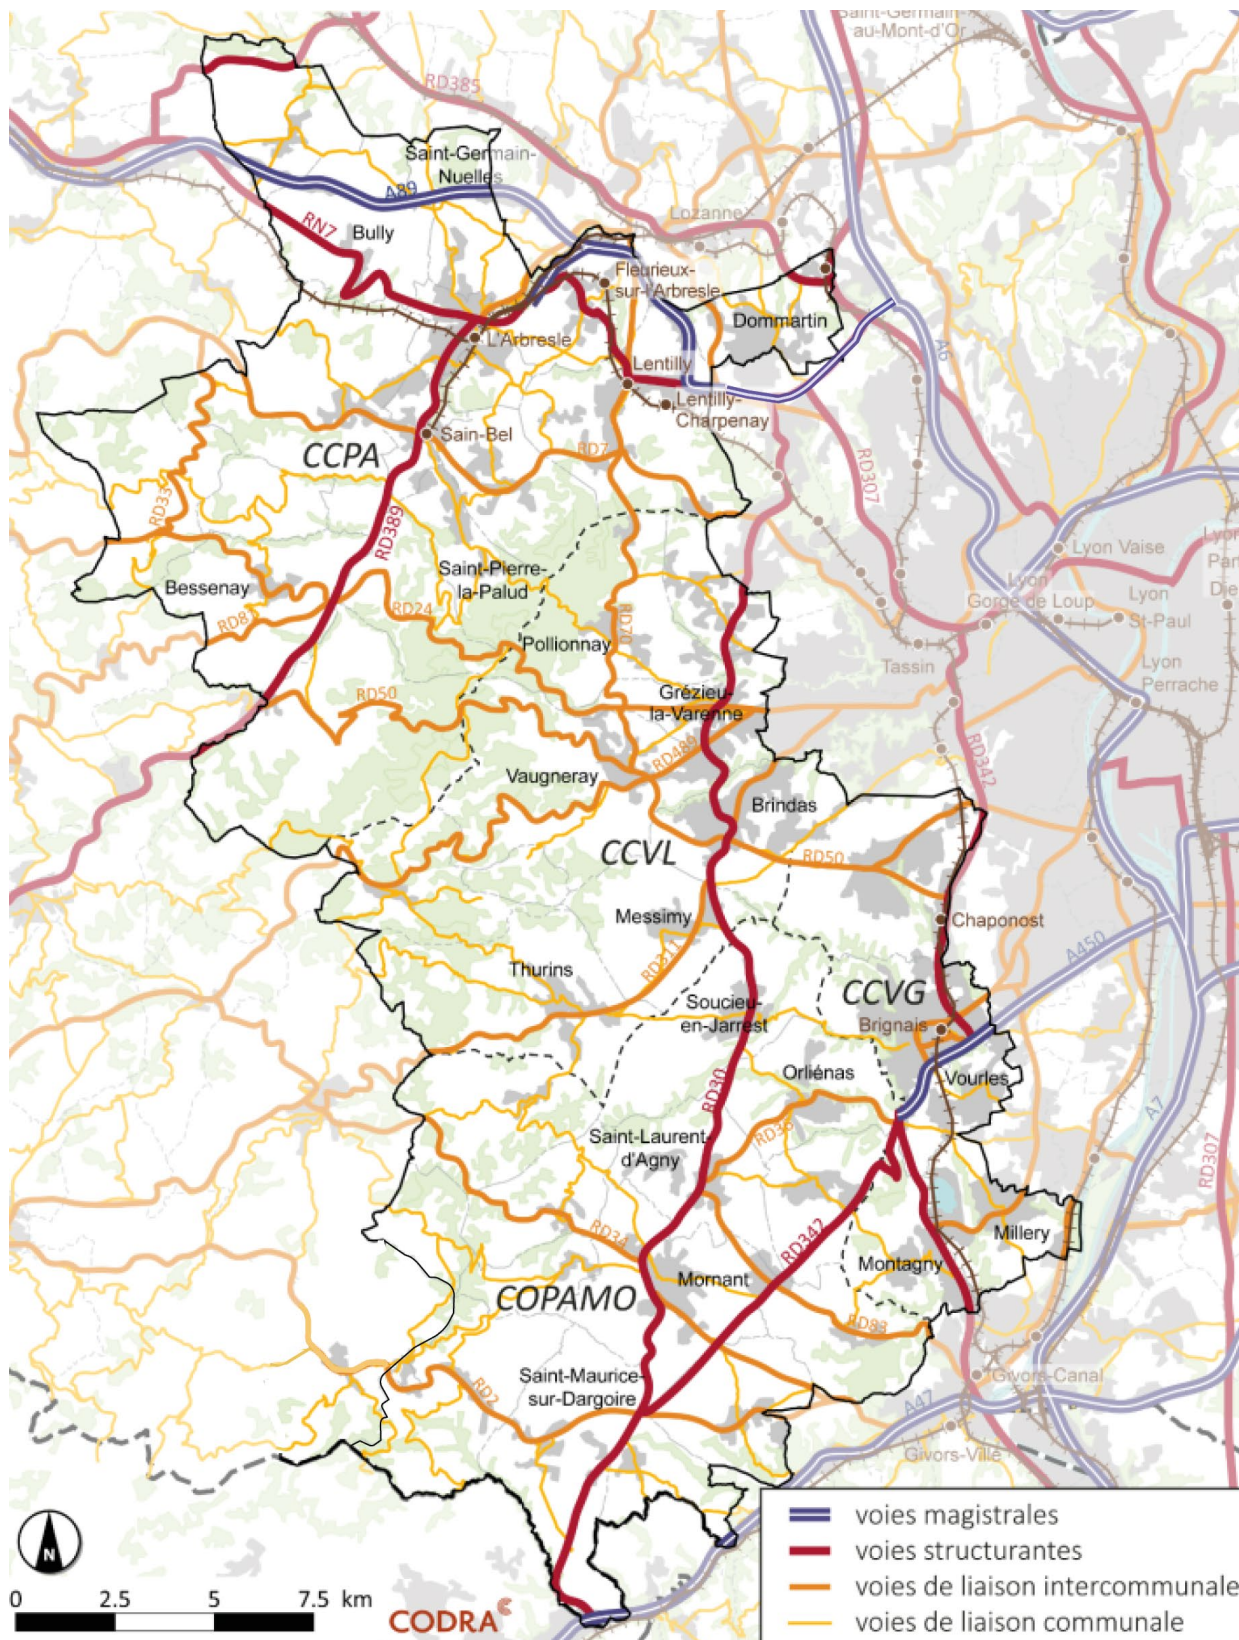 Saint-Germain-
au-Mont-d'Or
RD385
Saint-Germain-
Nuelles
A89
Lozanne
RN7
Bully
Fleurieux-
sur-l'Arbresle
Dommartin
A6
L'Arbresle
Lentilly
Lentilly-
Charpenay
Sain-Bel
CCPA
RD7
RD307
RD33
RD389
Lyon Vaise
Lyon
Saint-Pierre-
la-Palud
Bessenay
Lyon
Gorge de Loup
Lyon
St-Paul
RD24
RD70
Pollionnay
Tassin
Lyon
Perrache
RD50
Grézieu-
la-Varenne
RD489
RD342
Vaugneray
Brindas
CCVL
RD50
Messimy
Chaponost
RD311
A450
Thurins
CCVG
Soucieu-
en-Jarrest
Brignais
Orliénas
Vourles
RD30
A7
Saint-Laurent-
d'Agny
RD307
RD34
RD342
Millery
Montagny
Mornant
COPAMO
RD83
Saint-Maurice-
sur-Dargoire
RD2
Givors-Canal
A47
Givors-Ville
N
0 2.5 5 7.5 km
CODRA
voies magistrales
voies structurantes
voies de liaison intercommunale
voies de liaison communale